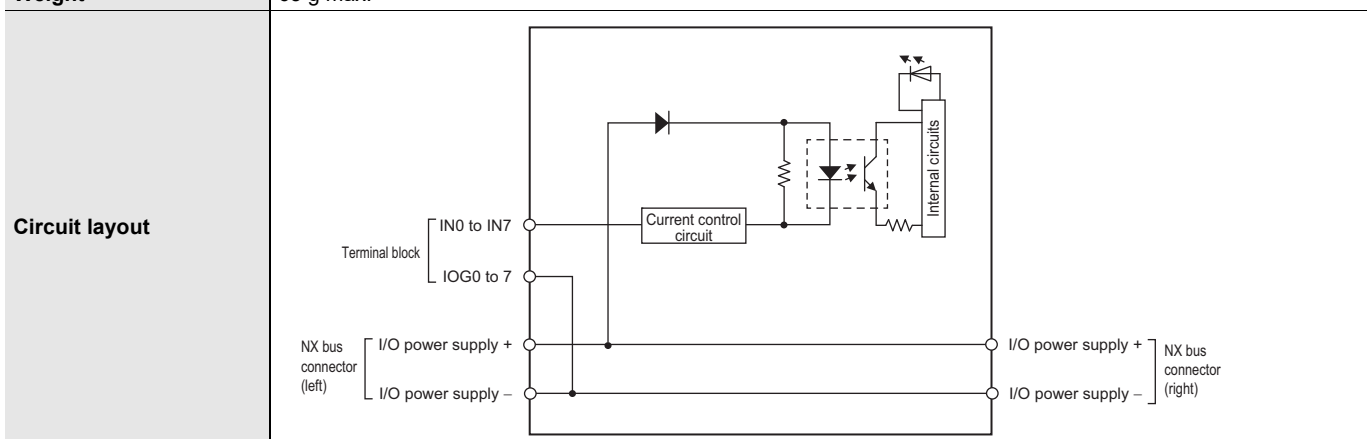 Circuit layout
Internal circuits
IN0 to IN7
Current control
circuit
Terminal block
IOG0 to 7
NX bus
connector
(left)
I/O power supply +
I/O power supply –
I/O power supply +
I/O power supply –
NX bus
connector
(right)